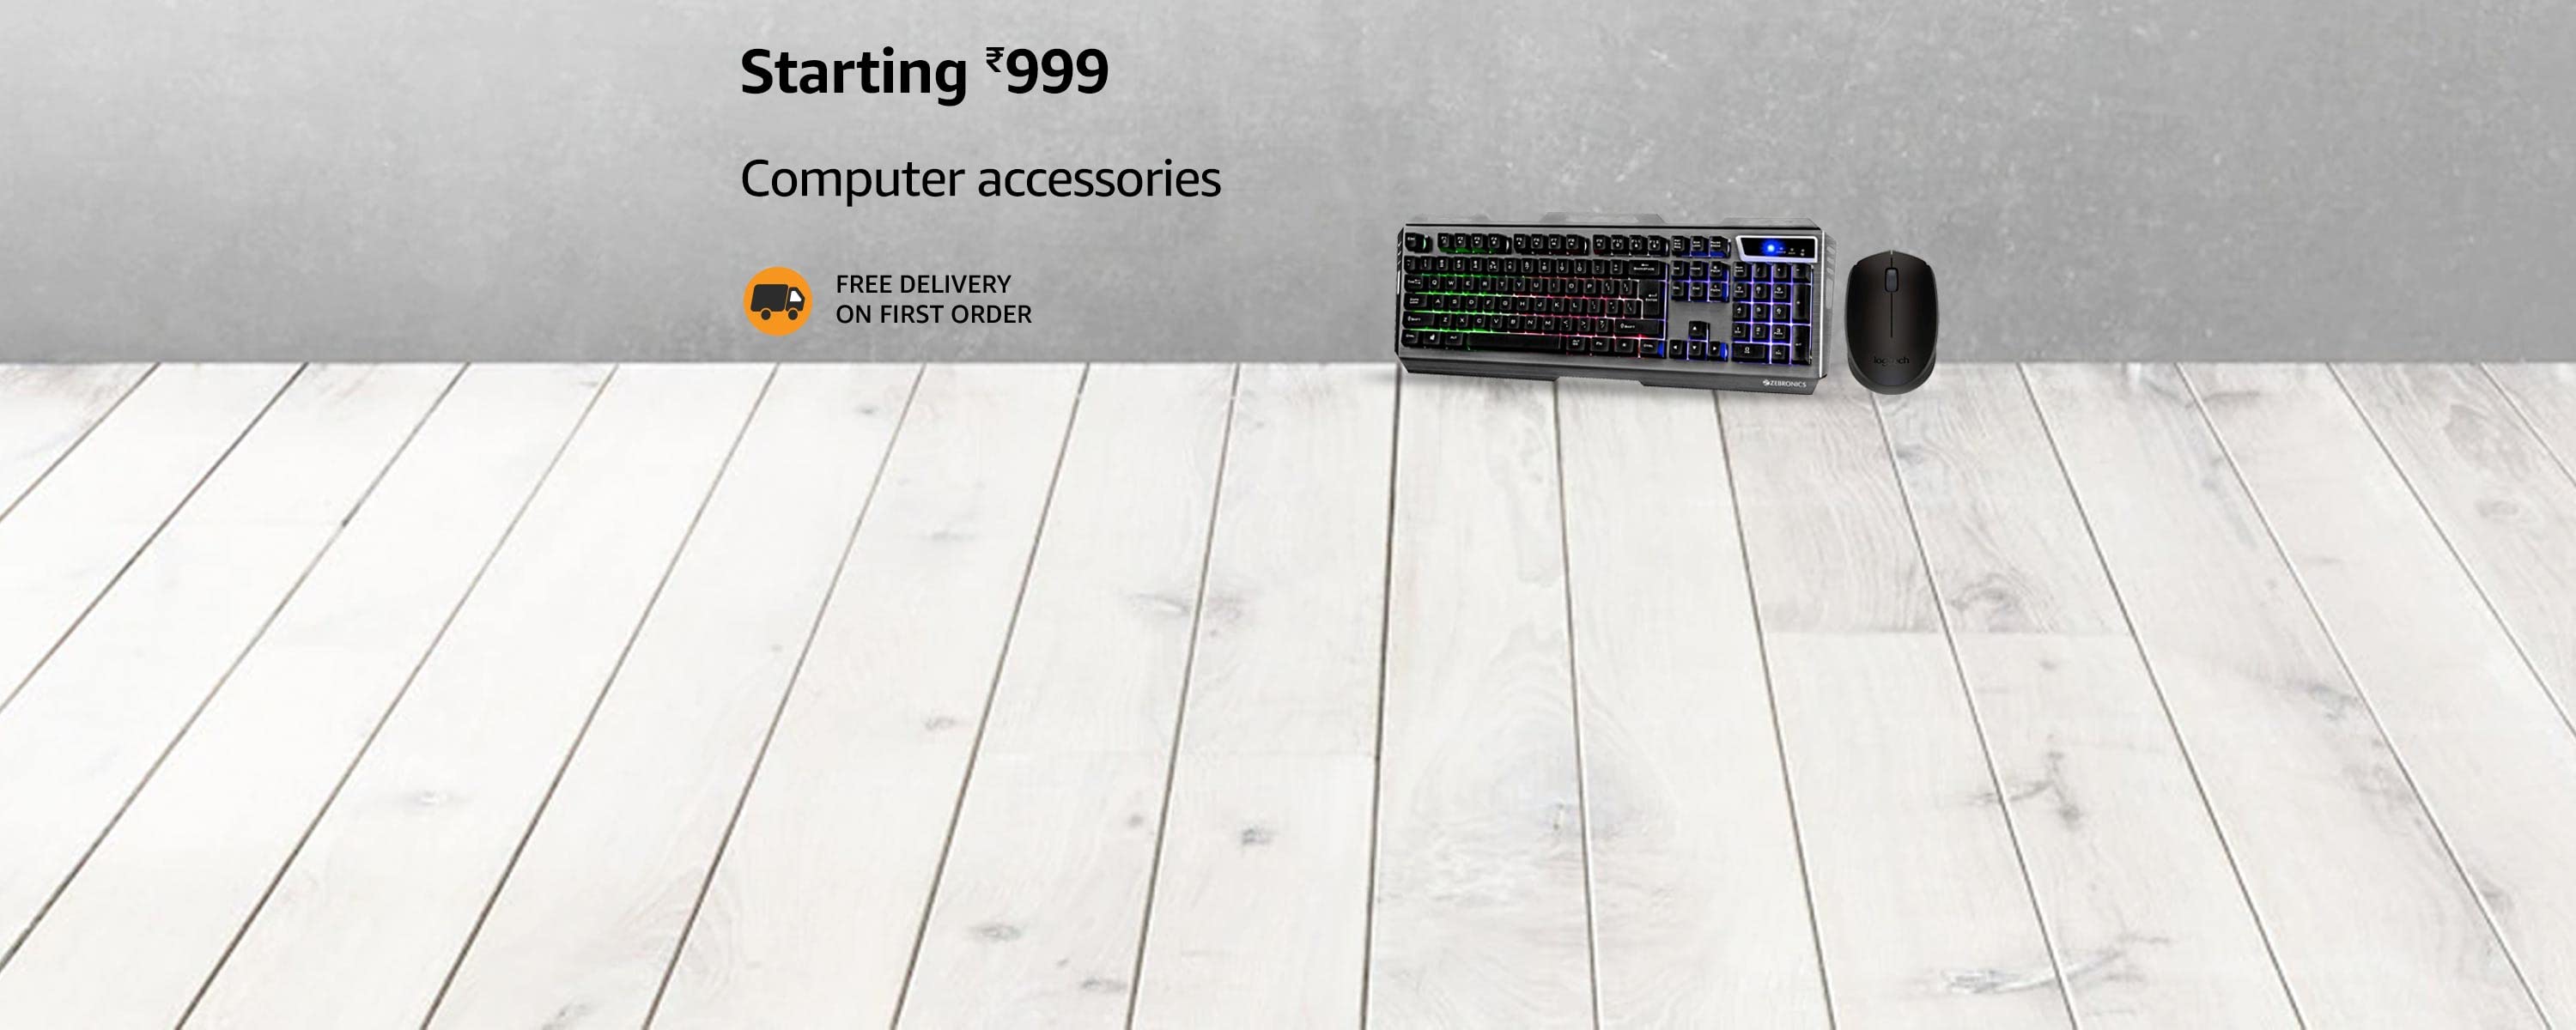 Starting ₹999
Computer accessories
FREE DELIVERY
ON FIRST ORDER
ZEBRONICS
logitech